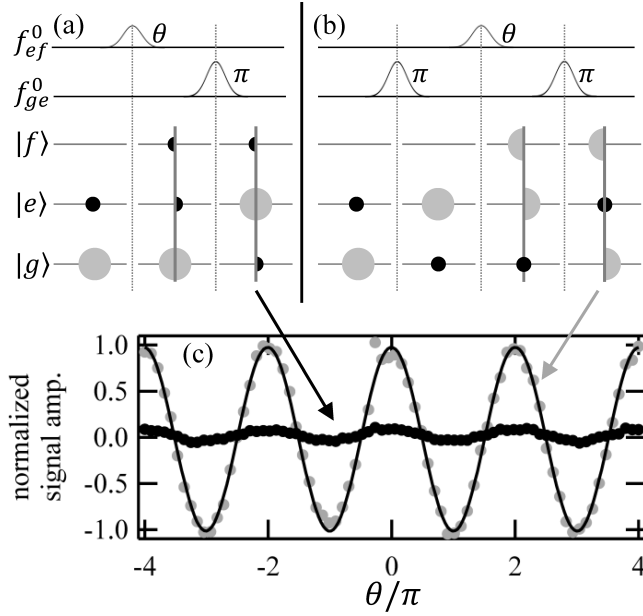 (a) (b)
f⁰ef θ θ
f⁰ge π π π
|f⟩
|e⟩
|g⟩
(c)
1.0
0.5
0.0
-0.5
-1.0
normalized
signal amp.
-4 -2 0 2 4
θ/π